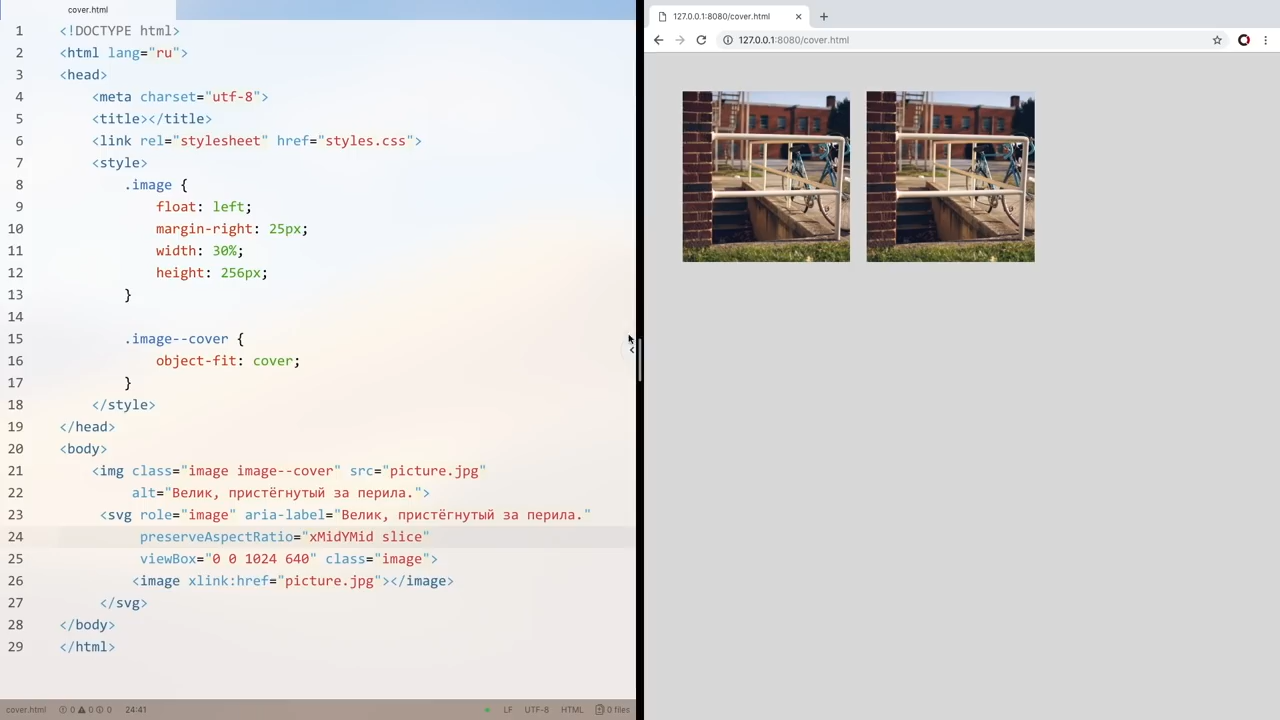 cover.html
1 <!DOCTYPE html>
2 <html lang="ru">
3 <head>
4 <meta charset="utf-8">
5 <title></title>
6 <link rel="stylesheet" href="styles.css">
7 <style>
8 .image {
9 float: left;
10 margin-right: 25px;
11 width: 30%;
12 height: 256px;
13 }
14
15 .image--cover {
16 object-fit: cover;
17 }
18 </style>
19 </head>
20 <body>
21 <img class="image image--cover" src="picture.jpg"
22 alt="Велик, пристёгнутый за перила.">
23 <svg role="image" aria-label="Велик, пристёгнутый за перила."
24 preserveAspectRatio="xMidYMid slice"
25 viewBox="0 0 1024 640" class="image">
26 <image xlink:href="picture.jpg"></image>
27 </svg>
28 </body>
29 </html>
cover.html 0 0 0 24:41 LF UTF-8 HTML 0 files
127.0.0.1:8080/cover.html
127.0.0.1:8080/cover.html